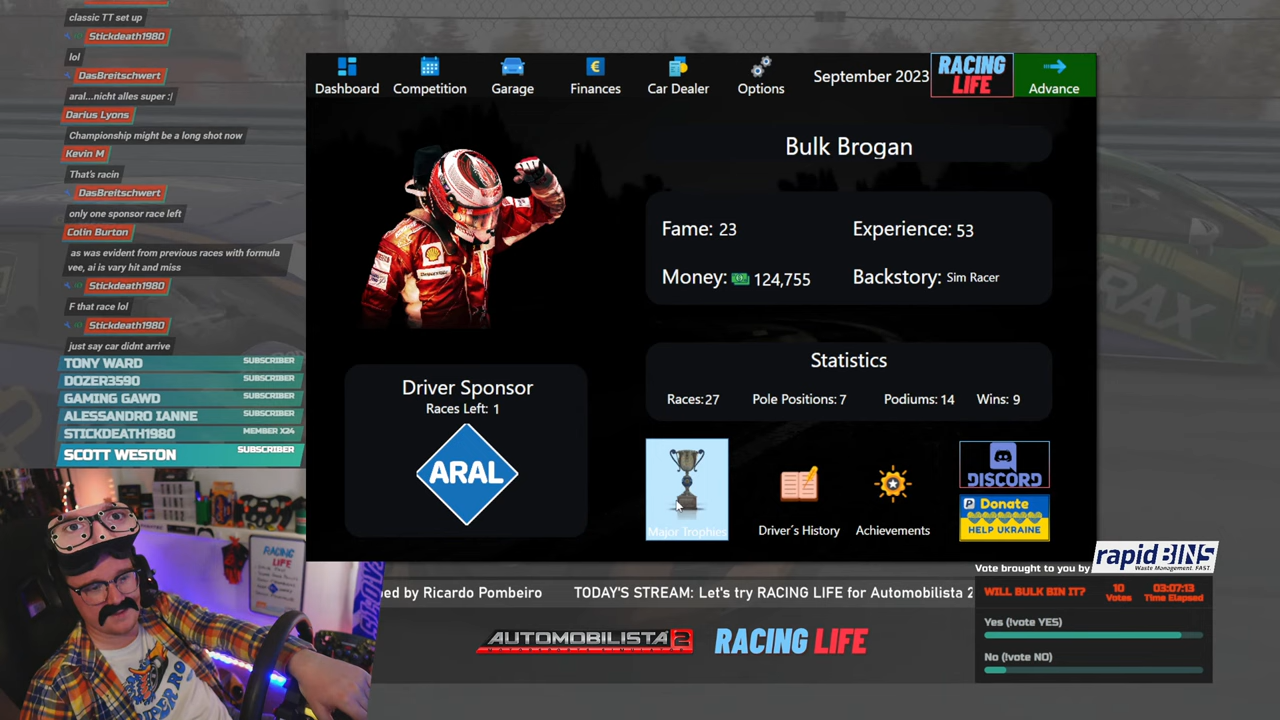 classic TT set up
Stickdeath1980
lol
DasBreitschwert
aral...nicht alles super :/
Darius Lyons
Championship might be a long shot now
Kevin M
That's racin
DasBreitschwert
only one sponsor race left
Colin Burton
as was evident from previous races with formula
vee, ai is vary hit and miss
Stickdeath1980
F that race lol
Stickdeath1980
just say car didnt arrive
TONY WARD SUBSCRIBER
DOZER3590 SUBSCRIBER
GAMING GAWD SUBSCRIBER
ALESSANDRO IANNE SUBSCRIBER
STICKDEATH1980 MEMBER X24
SCOTT WESTON SUBSCRIBER
Dashboard Competition Garage Finances Car Dealer Options September 2023 RACING LIFE Advance
Bulk Brogan
Fame: 23 Experience: 53
Money: 124,755 Backstory: Sim Racer
Statistics
Races:27 Pole Positions: 7 Podiums: 14 Wins: 9
Driver Sponsor
Races Left: 1
ARAL
Major Trophies Driver´s History Achievements
DISCORD
P Donate
HELP UKRAINE
Vote brought to you by rapidBINS
Waste Management. FAST.
WILL BULK BIN IT? 10 Votes 03:07:13 Time Elapsed
Yes (!vote YES)
No (!vote NO)
ed by Ricardo Pombeiro TODAY'S STREAM: Let's try RACING LIFE for Automobilista 2
AUTOMOBILISTA 2 RACING LIFE
RACING
LIFE